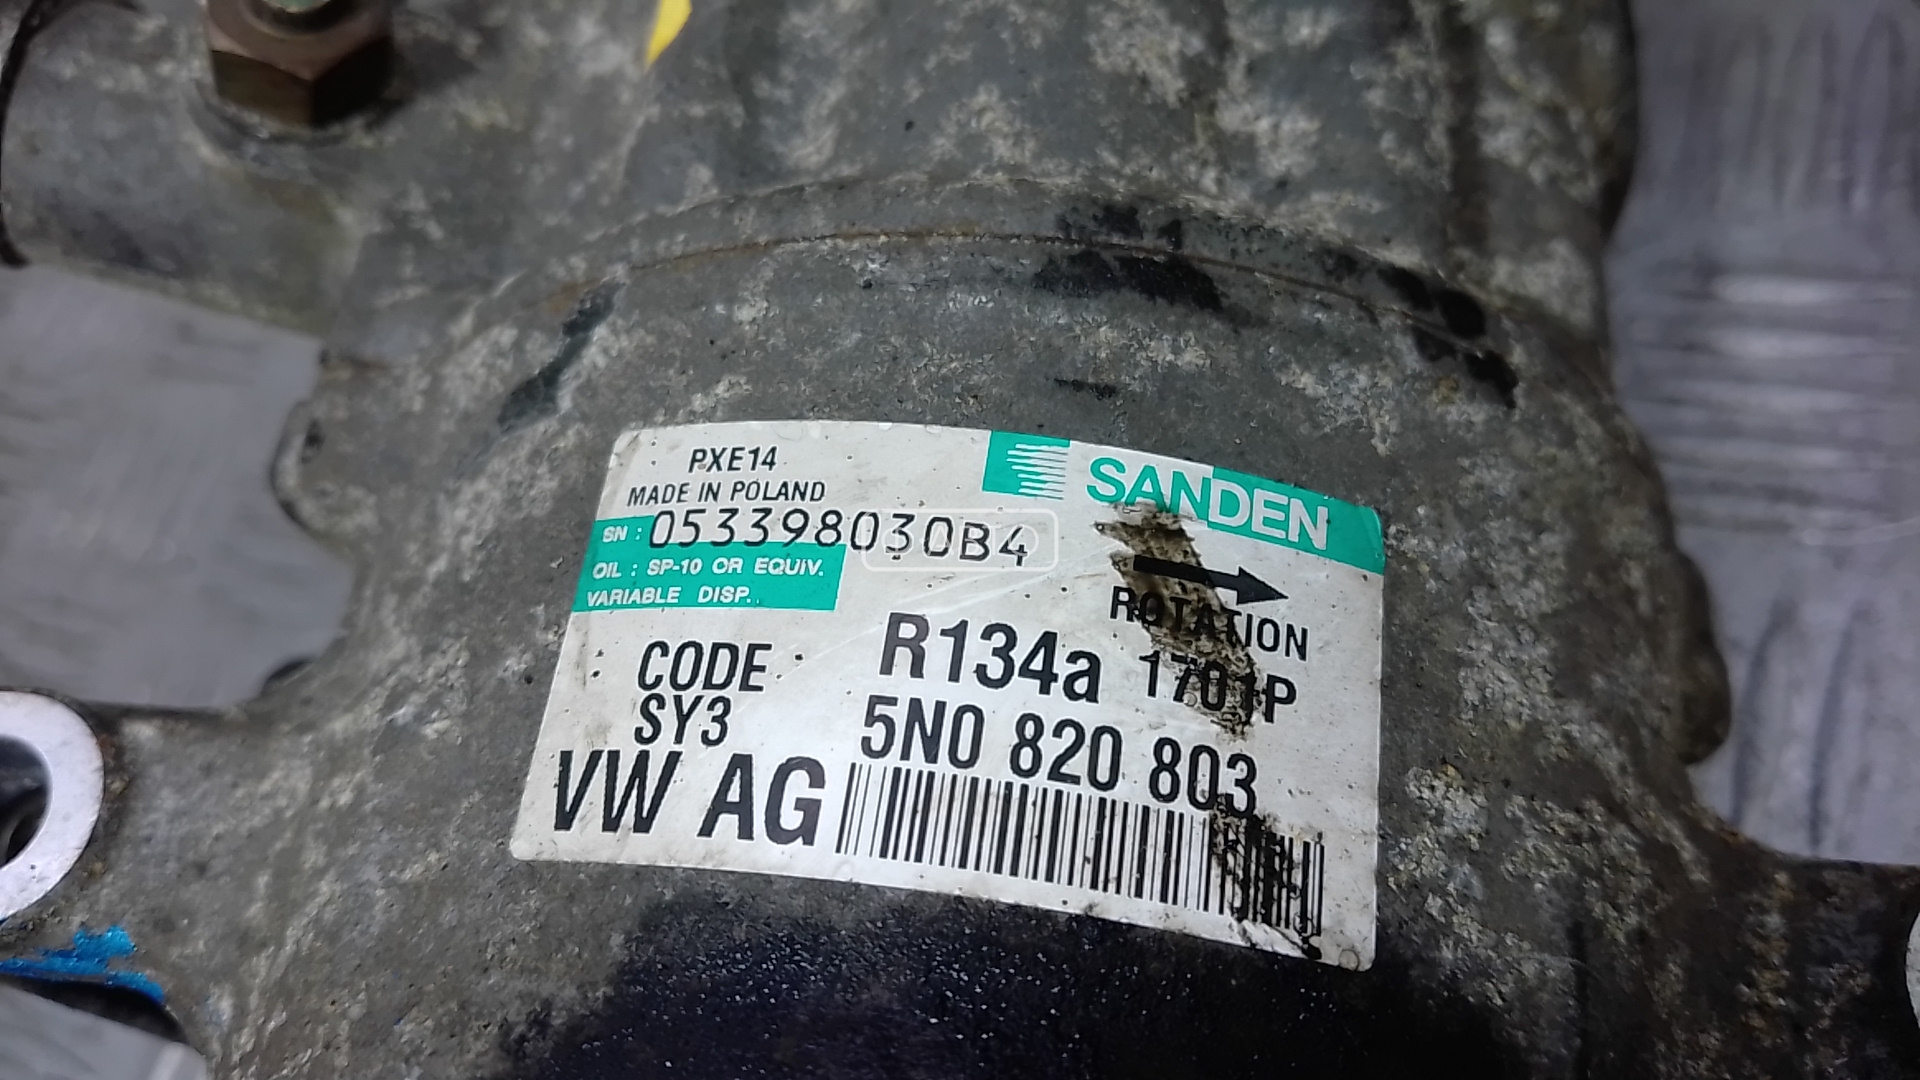 PXE14
MADE IN POLAND
SN : 053398030B4
OIL : SP-10 OR EQUIV.
VARIABLE DISP.
SANDEN
ROTATION
CODE
SY3
R134a 1701P
5N0 820 803
VW AG